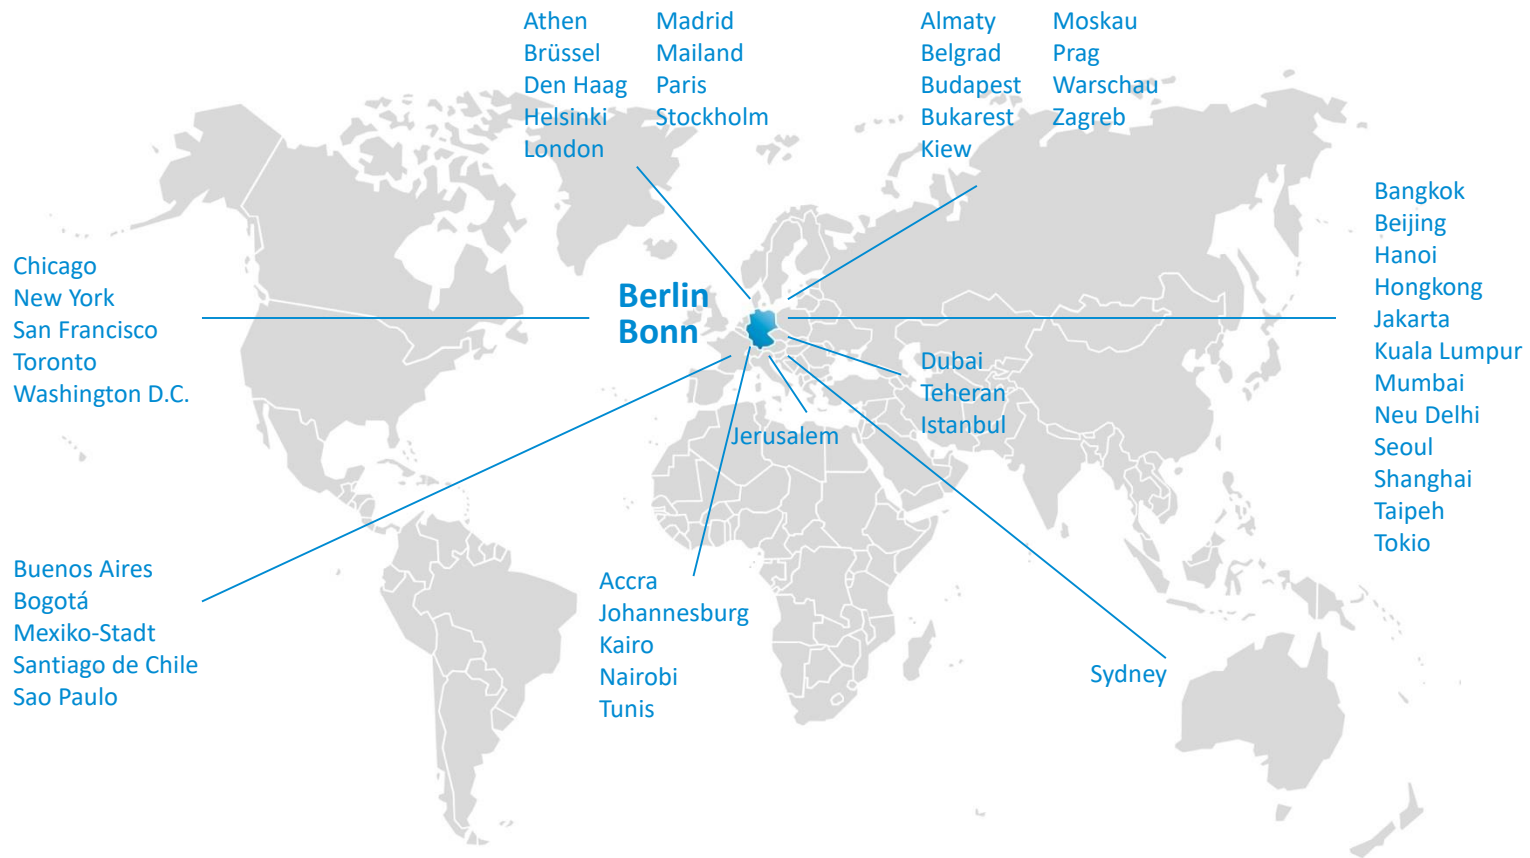 Athen
Brüssel
Den Haag
Helsinki
London
Madrid
Mailand
Paris
Stockholm
Almaty
Belgrad
Budapest
Bukarest
Kiew
Moskau
Prag
Warschau
Zagreb
Bangkok
Beijing
Hanoi
Hongkong
Jakarta
Kuala Lumpur
Mumbai
Neu Delhi
Seoul
Shanghai
Taipeh
Tokio
Chicago
New York
San Francisco
Toronto
Washington D.C.
Berlin
Bonn
Dubai
Teheran
Istanbul
Jerusalem
Buenos Aires
Bogotá
Mexiko-Stadt
Santiago de Chile
Sao Paulo
Accra
Johannesburg
Kairo
Nairobi
Tunis
Sydney